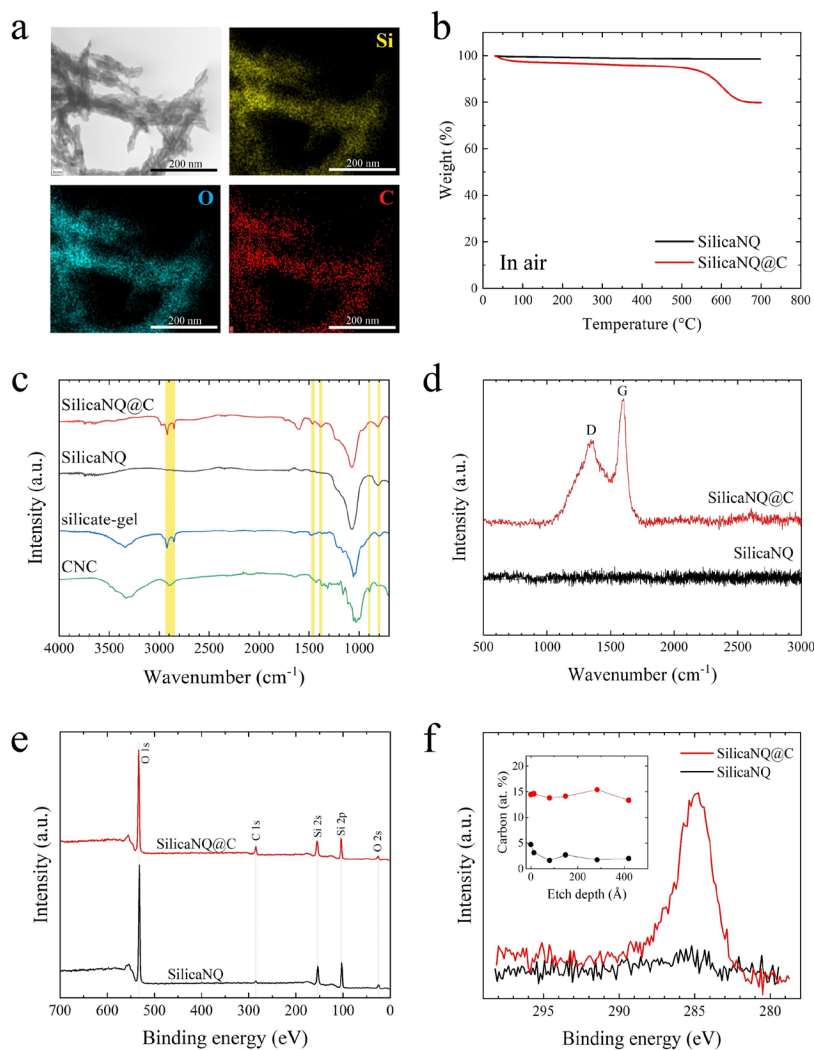 a
Si
200 nm
200 nm
O
C
200 nm
200 nm
b
100
80
60
40
20
0
Weight (%)
SilicaNQ
SilicaNQ@C
In air
0 100 200 300 400 500 600 700 800
Temperature (°C)
c
SilicaNQ@C
SilicaNQ
silicate-gel
CNC
Intensity (a.u.)
4000 3000 2000 1000
Wavenumber (cm⁻¹)
d
G
D
SilicaNQ@C
SilicaNQ
Intensity (a.u.)
500 1000 1500 2000 2500 3000
Wavenumber (cm⁻¹)
e
O 1s
C 1s
Si 2s
Si 2p
O 2s
SilicaNQ@C
SilicaNQ
Intensity (a.u.)
700 600 500 400 300 200 100 0
Binding energy (eV)
f
SilicaNQ@C
SilicaNQ
20
15
10
5
0
Carbon (at. %)
0 200 400
Etch depth (Å)
Intensity (a.u.)
295 290 285 280
Binding energy (eV)